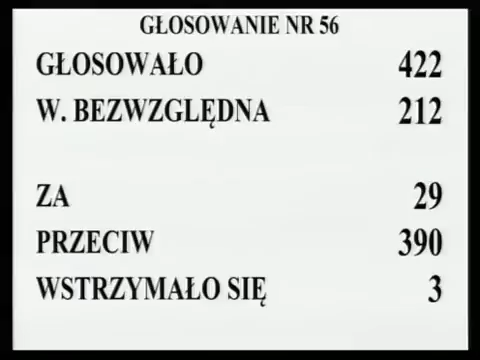 GŁOSOWANIE NR 56
GŁOSOWAŁO 422
W. BEZWZGLĘDNA 212
ZA 29
PRZECIW 390
WSTRZYMAŁO SIĘ 3